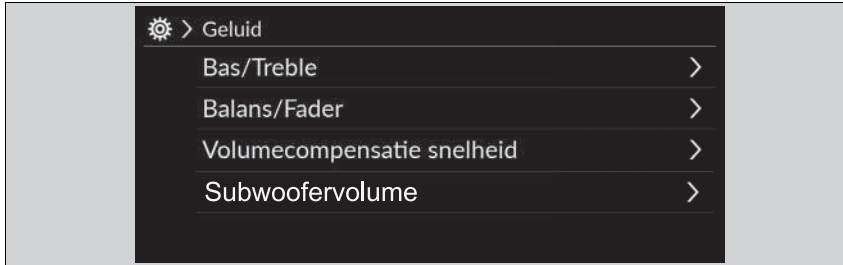 Geluid
Bas/Treble
Balans/Fader
Volumecompensatie snelheid
Subwoofervolume